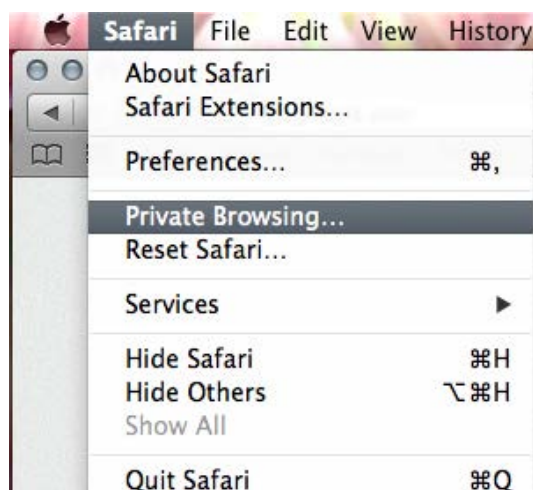 Safari File Edit View History
About Safari
Safari Extensions...
Preferences... ⌘,
Private Browsing...
Reset Safari...
Services ▶
Hide Safari ⌘H
Hide Others ⌥⌘H
Show All
Quit Safari ⌘Q